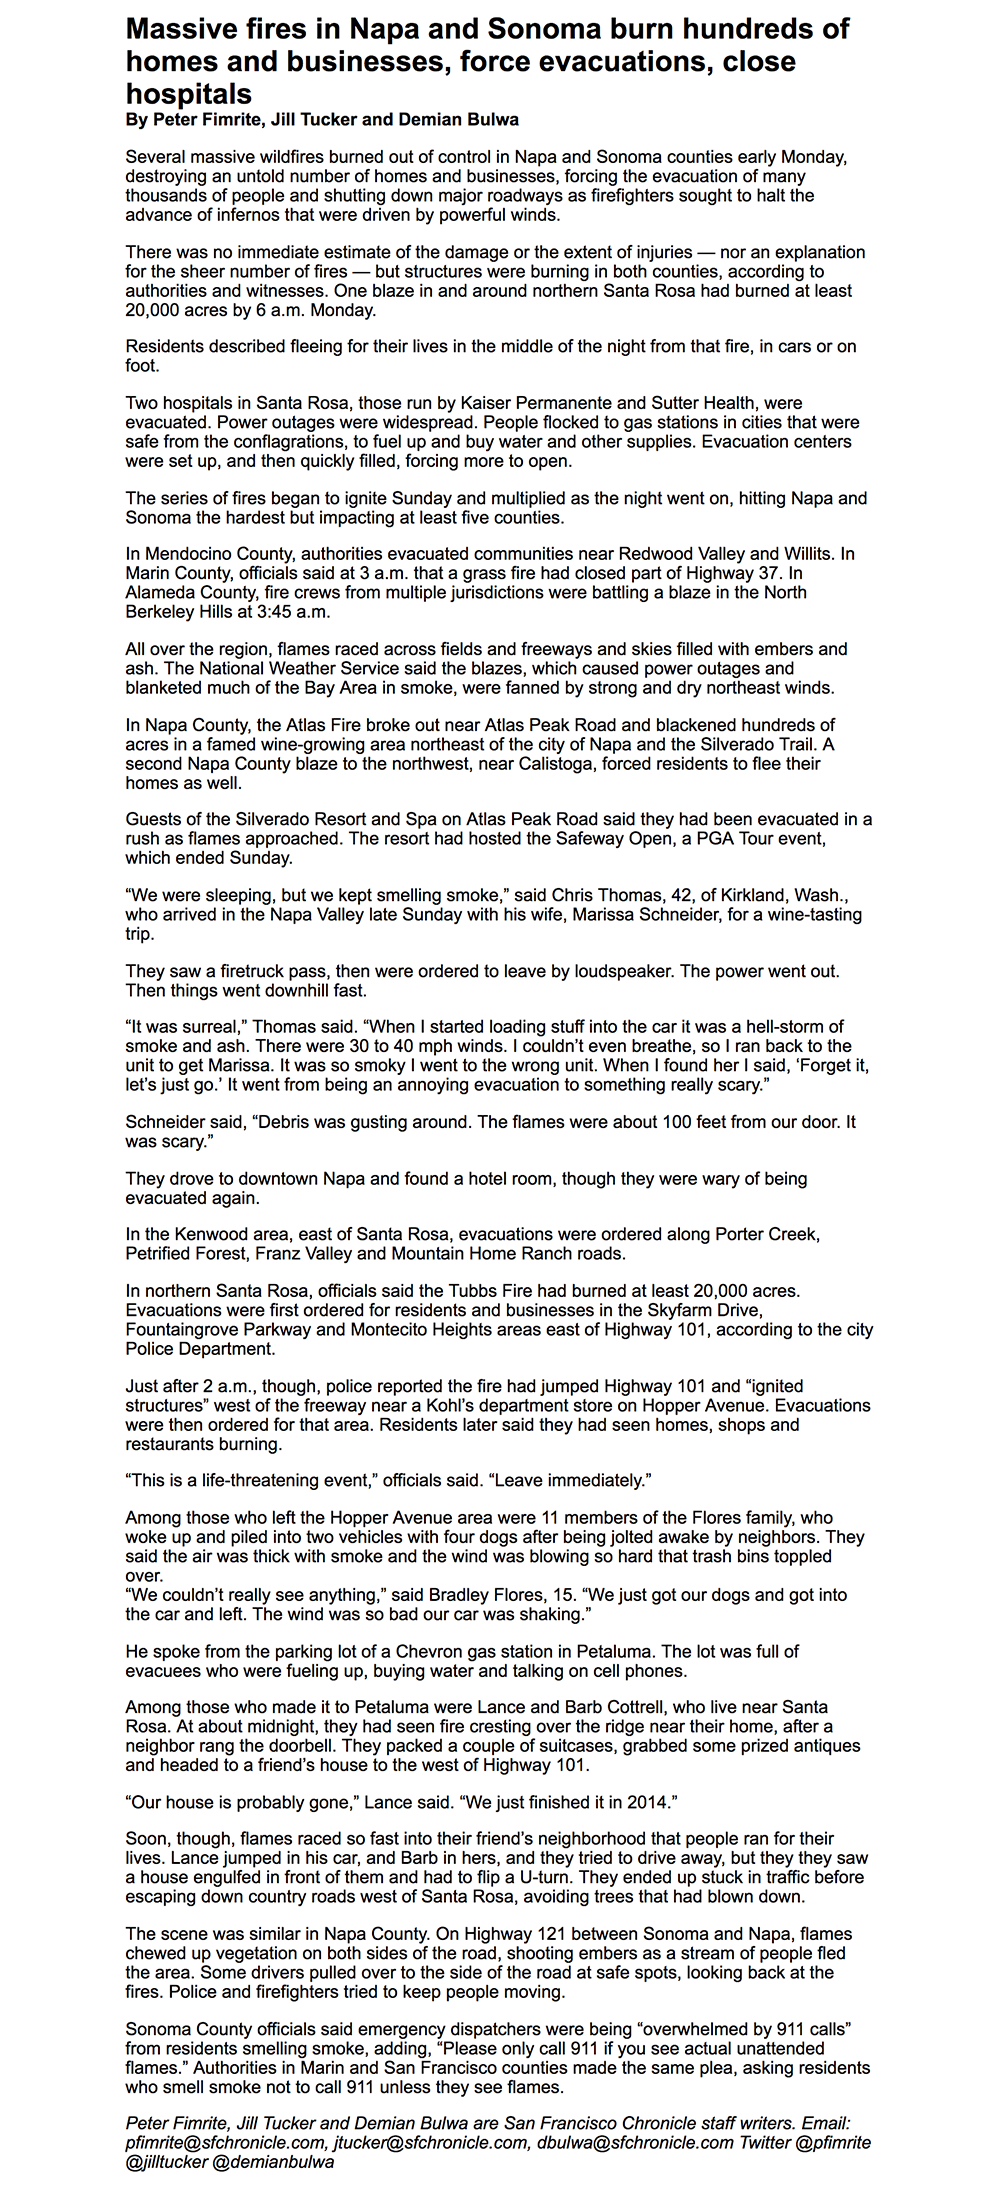 Massive fires in Napa and Sonoma burn hundreds of
homes and businesses, force evacuations, close
hospitals
By Peter Fimrite, Jill Tucker and Demian Bulwa
Several massive wildfires burned out of control in Napa and Sonoma counties early Monday,
destroying an untold number of homes and businesses, forcing the evacuation of many
thousands of people and shutting down major roadways as firefighters sought to halt the
advance of infernos that were driven by powerful winds.
There was no immediate estimate of the damage or the extent of injuries — nor an explanation
for the sheer number of fires — but structures were burning in both counties, according to
authorities and witnesses. One blaze in and around northern Santa Rosa had burned at least
20,000 acres by 6 a.m. Monday.
Residents described fleeing for their lives in the middle of the night from that fire, in cars or on
foot.
Two hospitals in Santa Rosa, those run by Kaiser Permanente and Sutter Health, were
evacuated. Power outages were widespread. People flocked to gas stations in cities that were
safe from the conflagrations, to fuel up and buy water and other supplies. Evacuation centers
were set up, and then quickly filled, forcing more to open.
The series of fires began to ignite Sunday and multiplied as the night went on, hitting Napa and
Sonoma the hardest but impacting at least five counties.
In Mendocino County, authorities evacuated communities near Redwood Valley and Willits. In
Marin County, officials said at 3 a.m. that a grass fire had closed part of Highway 37. In
Alameda County, fire crews from multiple jurisdictions were battling a blaze in the North
Berkeley Hills at 3:45 a.m.
All over the region, flames raced across fields and freeways and skies filled with embers and
ash. The National Weather Service said the blazes, which caused power outages and
blanketed much of the Bay Area in smoke, were fanned by strong and dry northeast winds.
In Napa County, the Atlas Fire broke out near Atlas Peak Road and blackened hundreds of
acres in a famed wine-growing area northeast of the city of Napa and the Silverado Trail. A
second Napa County blaze to the northwest, near Calistoga, forced residents to flee their
homes as well.
Guests of the Silverado Resort and Spa on Atlas Peak Road said they had been evacuated in a
rush as flames approached. The resort had hosted the Safeway Open, a PGA Tour event,
which ended Sunday.
“We were sleeping, but we kept smelling smoke,” said Chris Thomas, 42, of Kirkland, Wash.,
who arrived in the Napa Valley late Sunday with his wife, Marissa Schneider, for a wine-tasting
trip.
They saw a firetruck pass, then were ordered to leave by loudspeaker. The power went out.
Then things went downhill fast.
“It was surreal,” Thomas said. “When I started loading stuff into the car it was a hell-storm of
smoke and ash. There were 30 to 40 mph winds. I couldn’t even breathe, so I ran back to the
unit to get Marissa. It was so smoky I went to the wrong unit. When I found her I said, ‘Forget it,
let’s just go.’ It went from being an annoying evacuation to something really scary.”
Schneider said, “Debris was gusting around. The flames were about 100 feet from our door. It
was scary.”
They drove to downtown Napa and found a hotel room, though they were wary of being
evacuated again.
In the Kenwood area, east of Santa Rosa, evacuations were ordered along Porter Creek,
Petrified Forest, Franz Valley and Mountain Home Ranch roads.
In northern Santa Rosa, officials said the Tubbs Fire had burned at least 20,000 acres.
Evacuations were first ordered for residents and businesses in the Skyfarm Drive,
Fountaingrove Parkway and Montecito Heights areas east of Highway 101, according to the city
Police Department.
Just after 2 a.m., though, police reported the fire had jumped Highway 101 and “ignited
structures” west of the freeway near a Kohl’s department store on Hopper Avenue. Evacuations
were then ordered for that area. Residents later said they had seen homes, shops and
restaurants burning.
“This is a life-threatening event,” officials said. “Leave immediately.”
Among those who left the Hopper Avenue area were 11 members of the Flores family, who
woke up and piled into two vehicles with four dogs after being jolted awake by neighbors. They
said the air was thick with smoke and the wind was blowing so hard that trash bins toppled
over.
“We couldn’t really see anything,” said Bradley Flores, 15. “We just got our dogs and got into
the car and left. The wind was so bad our car was shaking.”
He spoke from the parking lot of a Chevron gas station in Petaluma. The lot was full of
evacuees who were fueling up, buying water and talking on cell phones.
Among those who made it to Petaluma were Lance and Barb Cottrell, who live near Santa
Rosa. At about midnight, they had seen fire cresting over the ridge near their home, after a
neighbor rang the doorbell. They packed a couple of suitcases, grabbed some prized antiques
and headed to a friend’s house to the west of Highway 101.
“Our house is probably gone,” Lance said. “We just finished it in 2014.”
Soon, though, flames raced so fast into their friend’s neighborhood that people ran for their
lives. Lance jumped in his car, and Barb in hers, and they tried to drive away, but they they saw
a house engulfed in front of them and had to flip a U-turn. They ended up stuck in traffic before
escaping down country roads west of Santa Rosa, avoiding trees that had blown down.
The scene was similar in Napa County. On Highway 121 between Sonoma and Napa, flames
chewed up vegetation on both sides of the road, shooting embers as a stream of people fled
the area. Some drivers pulled over to the side of the road at safe spots, looking back at the
fires. Police and firefighters tried to keep people moving.
Sonoma County officials said emergency dispatchers were being “overwhelmed by 911 calls”
from residents smelling smoke, adding, “Please only call 911 if you see actual unattended
flames.” Authorities in Marin and San Francisco counties made the same plea, asking residents
who smell smoke not to call 911 unless they see flames.
Peter Fimrite, Jill Tucker and Demian Bulwa are San Francisco Chronicle staff writers. Email:
pfimrite@sfchronicle.com, jtucker@sfchronicle.com, dbulwa@sfchronicle.com Twitter @pfimrite
@jilltucker @demianbulwa